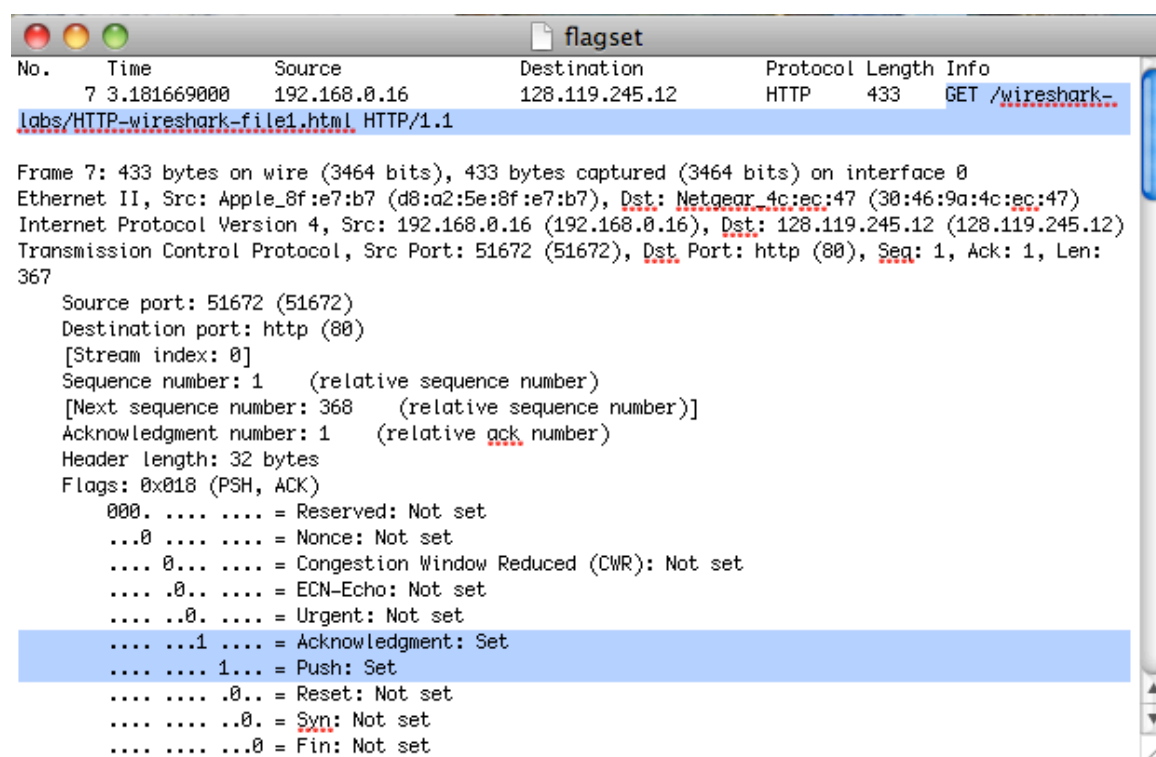 flagset
No. Time Source Destination Protocol Length Info
7 3.181669000 192.168.0.16 128.119.245.12 HTTP 433 GET /wireshark-
labs/HTTP-wireshark-file1.html HTTP/1.1
Frame 7: 433 bytes on wire (3464 bits), 433 bytes captured (3464 bits) on interface 0
Ethernet II, Src: Apple_8f:e7:b7 (d8:a2:5e:8f:e7:b7), Dst: Netgear_4c:ec:47 (30:46:9a:4c:ec:47)
Internet Protocol Version 4, Src: 192.168.0.16 (192.168.0.16), Dst: 128.119.245.12 (128.119.245.12)
Transmission Control Protocol, Src Port: 51672 (51672), Dst Port: http (80), Seq: 1, Ack: 1, Len:
367
Source port: 51672 (51672)
Destination port: http (80)
[Stream index: 0]
Sequence number: 1 (relative sequence number)
[Next sequence number: 368 (relative sequence number)]
Acknowledgment number: 1 (relative ack number)
Header length: 32 bytes
Flags: 0x018 (PSH, ACK)
000. .... .... = Reserved: Not set
...0 .... .... = Nonce: Not set
.... 0... .... = Congestion Window Reduced (CWR): Not set
.... .0.. .... = ECN-Echo: Not set
.... ..0. .... = Urgent: Not set
.... ...1 .... = Acknowledgment: Set
.... .... 1... = Push: Set
.... .... .0.. = Reset: Not set
.... .... ..0. = Syn: Not set
.... .... ...0 = Fin: Not set